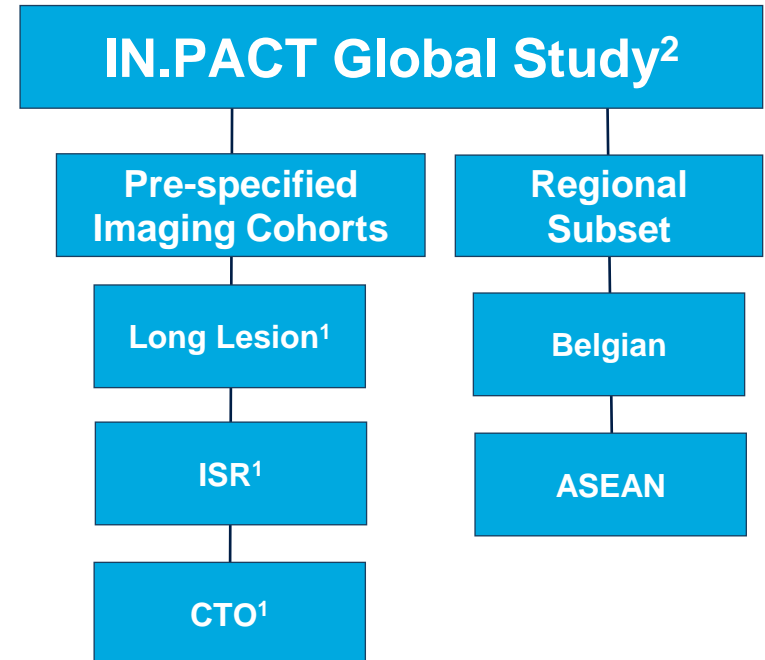 IN.PACT Global Study²
Pre-specified
Imaging Cohorts
Regional
Subset
Long Lesion¹
Belgian
ISR¹
ASEAN
CTO¹